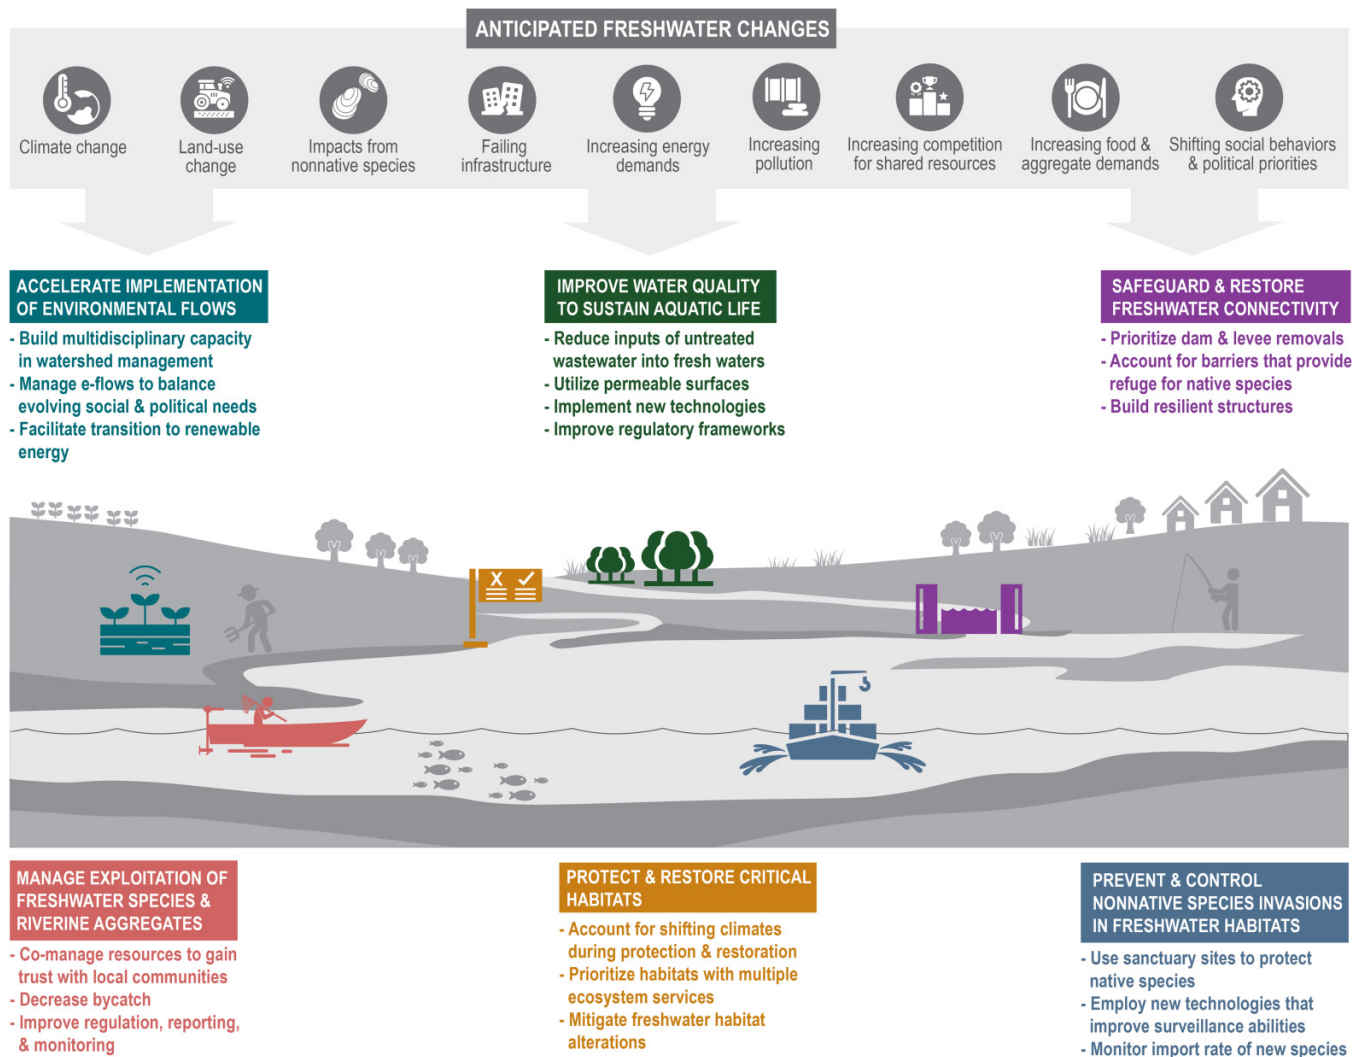 ANTICIPATED FRESHWATER CHANGES
Climate change
Land-use
change
Impacts from
nonnative species
Failing
infrastructure
Increasing energy
demands
Increasing
pollution
Increasing competition
for shared resources
Increasing food &
aggregate demands
Shifting social behaviors
& political priorities
ACCELERATE IMPLEMENTATION
OF ENVIRONMENTAL FLOWS
- Build multidisciplinary capacity
in watershed management
- Manage e-flows to balance
evolving social & political needs
- Facilitate transition to renewable
energy
IMPROVE WATER QUALITY
TO SUSTAIN AQUATIC LIFE
- Reduce inputs of untreated
wastewater into fresh waters
- Utilize permeable surfaces
- Implement new technologies
- Improve regulatory frameworks
SAFEGUARD & RESTORE
FRESHWATER CONNECTIVITY
- Prioritize dam & levee removals
- Account for barriers that provide
refuge for native species
- Build resilient structures
MANAGE EXPLOITATION OF
FRESHWATER SPECIES &
RIVERINE AGGREGATES
- Co-manage resources to gain
trust with local communities
- Decrease bycatch
- Improve regulation, reporting,
& monitoring
PROTECT & RESTORE CRITICAL
HABITATS
- Account for shifting climates
during protection & restoration
- Prioritize habitats with multiple
ecosystem services
- Mitigate freshwater habitat
alterations
PREVENT & CONTROL
NONNATIVE SPECIES INVASIONS
IN FRESHWATER HABITATS
- Use sanctuary sites to protect
native species
- Employ new technologies that
improve surveillance abilities
- Monitor import rate of new species